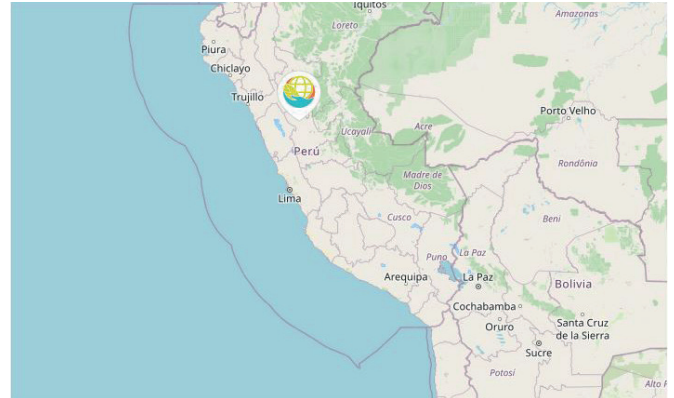 Iquitos
Loreto
Amazonas
Piura
Chiclayo
Trujillo
Porto Velho
Acre
Ucayali
Perú
Rondônia
Madre de
Dios
Lima
Cusco
Beni
La Paz
Puno
Arequipa
La Paz
Bolivia
Cochabamba
Oruro
Santa Cruz
de la Sierra
Sucre
Potosí
Alto